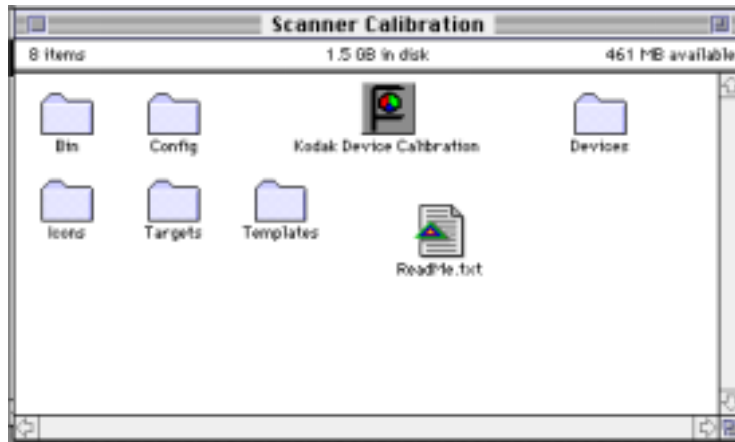 Scanner Calibration
8 items 1.5 GB in disk 461 MB available
Bin Config Kodak Device Calibration Devices
Icons Targets Templates
ReadMe.txt